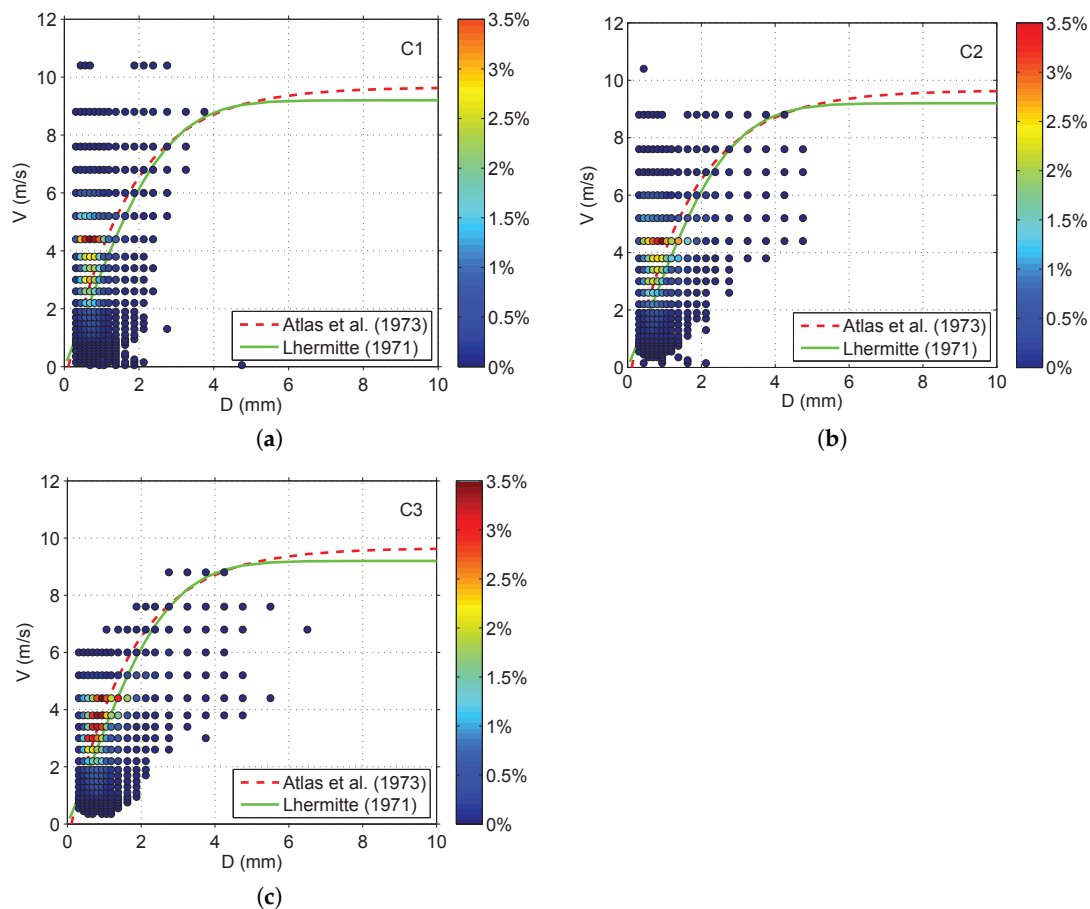 C1
V (m/s)
12
10
8
6
4
2
0
0 2 4 6 8 10
D (mm)
Atlas et al. (1973)
Lhermitte (1971)
3.5%
3%
2.5%
2%
1.5%
1%
0.5%
0%
(a)
C2
V (m/s)
12
10
8
6
4
2
0
0 2 4 6 8 10
D (mm)
Atlas et al. (1973)
Lhermitte (1971)
3.5%
3%
2.5%
2%
1.5%
1%
0.5%
0%
(b)
C3
V (m/s)
12
10
8
6
4
2
0
0 2 4 6 8 10
D (mm)
Atlas et al. (1973)
Lhermitte (1971)
3.5%
3%
2.5%
2%
1.5%
1%
0.5%
0%
(c)